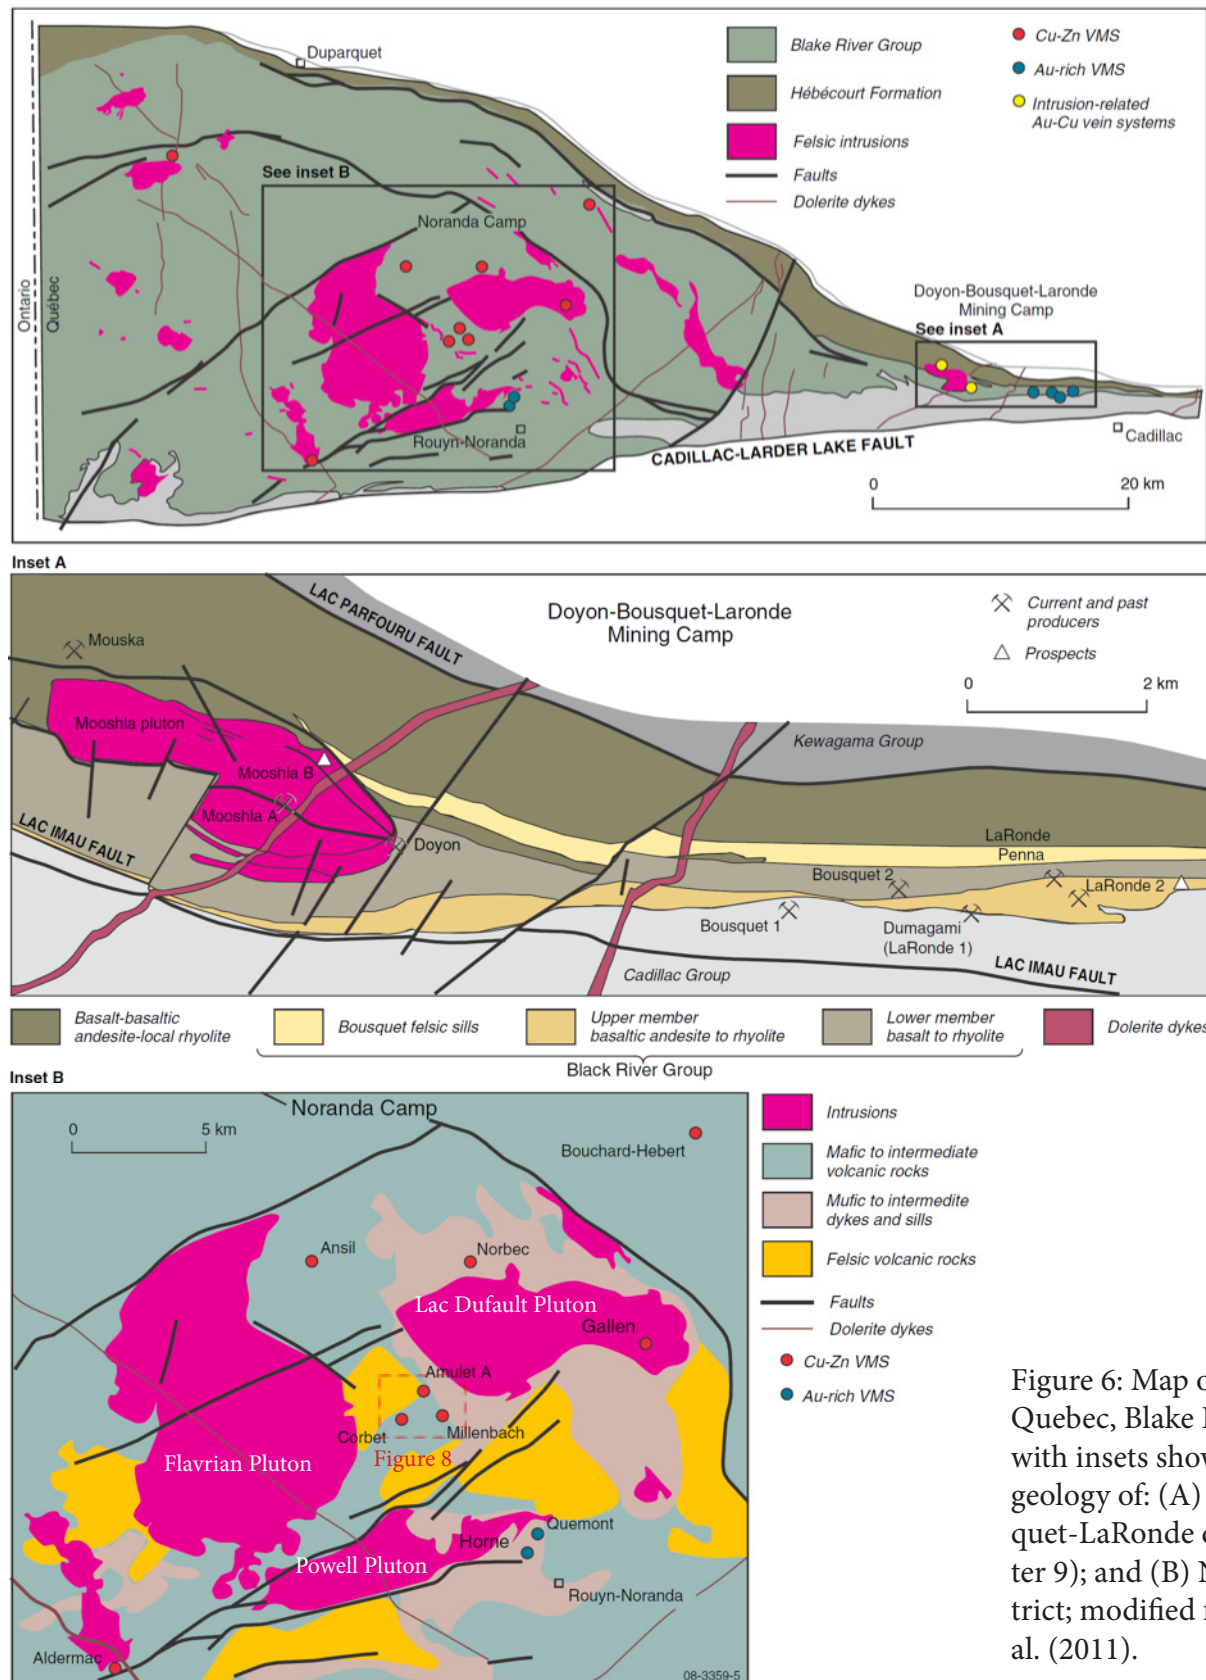 Duparquet
Blake River Group
Hébécourt Formation
Felsic intrusions
Faults
Dolerite dykes
Cu-Zn VMS
Au-rich VMS
Intrusion-related
Au-Cu vein systems
See inset B
Noranda Camp
Ontario
Québec
Doyon-Bousquet-Laronde
Mining Camp
See inset A
Rouyn-Noranda
CADILLAC-LARDER LAKE FAULT
Cadillac
0 20 km
Inset A
LAC PARFOURU FAULT
Doyon-Bousquet-Laronde
Mining Camp
Current and past
producers
Prospects
0 2 km
Mouska
Mooshla pluton
Kewagama Group
Mooshla B
Mooshla A
LAC IMAU FAULT
Doyon
LaRonde
Penna
Bousquet 2
LaRonde 2
Bousquet 1
Dumagami
(LaRonde 1)
LAC IMAU FAULT
Cadillac Group
Basalt-basaltic
andesite-local rhyolite
Bousquet felsic sills
Upper member
basaltic andesite to rhyolite
Lower member
basalt to rhyolite
Dolerite dykes
Black River Group
Inset B
Noranda Camp
0 5 km
Bouchard-Hebert
Ansil
Norbec
Lac Dufault Pluton
Gallen
Amulet A
Corbet
Millenbach
Figure 8
Flavrian Pluton
Quemont
Horne
Powell Pluton
Rouyn-Noranda
Aldermac
08-3359-5
Intrusions
Mafic to intermediate
volcanic rocks
Mufic to intermedite
dykes and sills
Felsic volcanic rocks
Faults
Dolerite dykes
Cu-Zn VMS
Au-rich VMS
Figure 6: Map o
Quebec, Blake
with insets show
geology of: (A)
quet-LaRonde
ter 9); and (B) N
trict; modified
al. (2011).